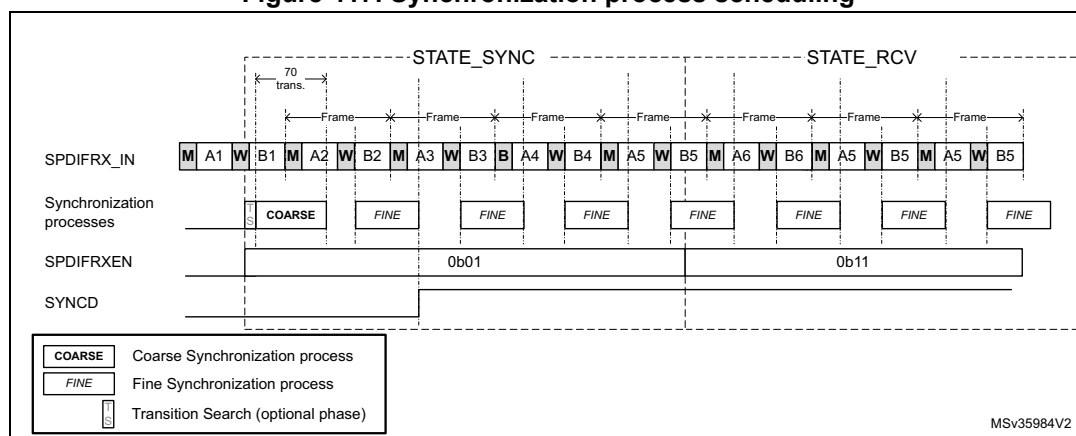 Figure 417. Synchronization process scheduling
STATE_SYNC
STATE_RCV
70
trans.
Frame Frame Frame Frame Frame Frame Frame
SPDIFRX_IN M A1 W B1 M A2 W B2 M A3 W B3 B A4 W B4 M A5 W B5 M A6 W B6 M A5 W B5 M A5 W B5
Synchronization
processes
T
S
COARSE FINE FINE FINE FINE FINE FINE FINE
SPDIFRXEN 0b01 0b11
SYNCD
COARSE Coarse Synchronization process
FINE Fine Synchronization process
T
S
Transition Search (optional phase)
MSv35984V2